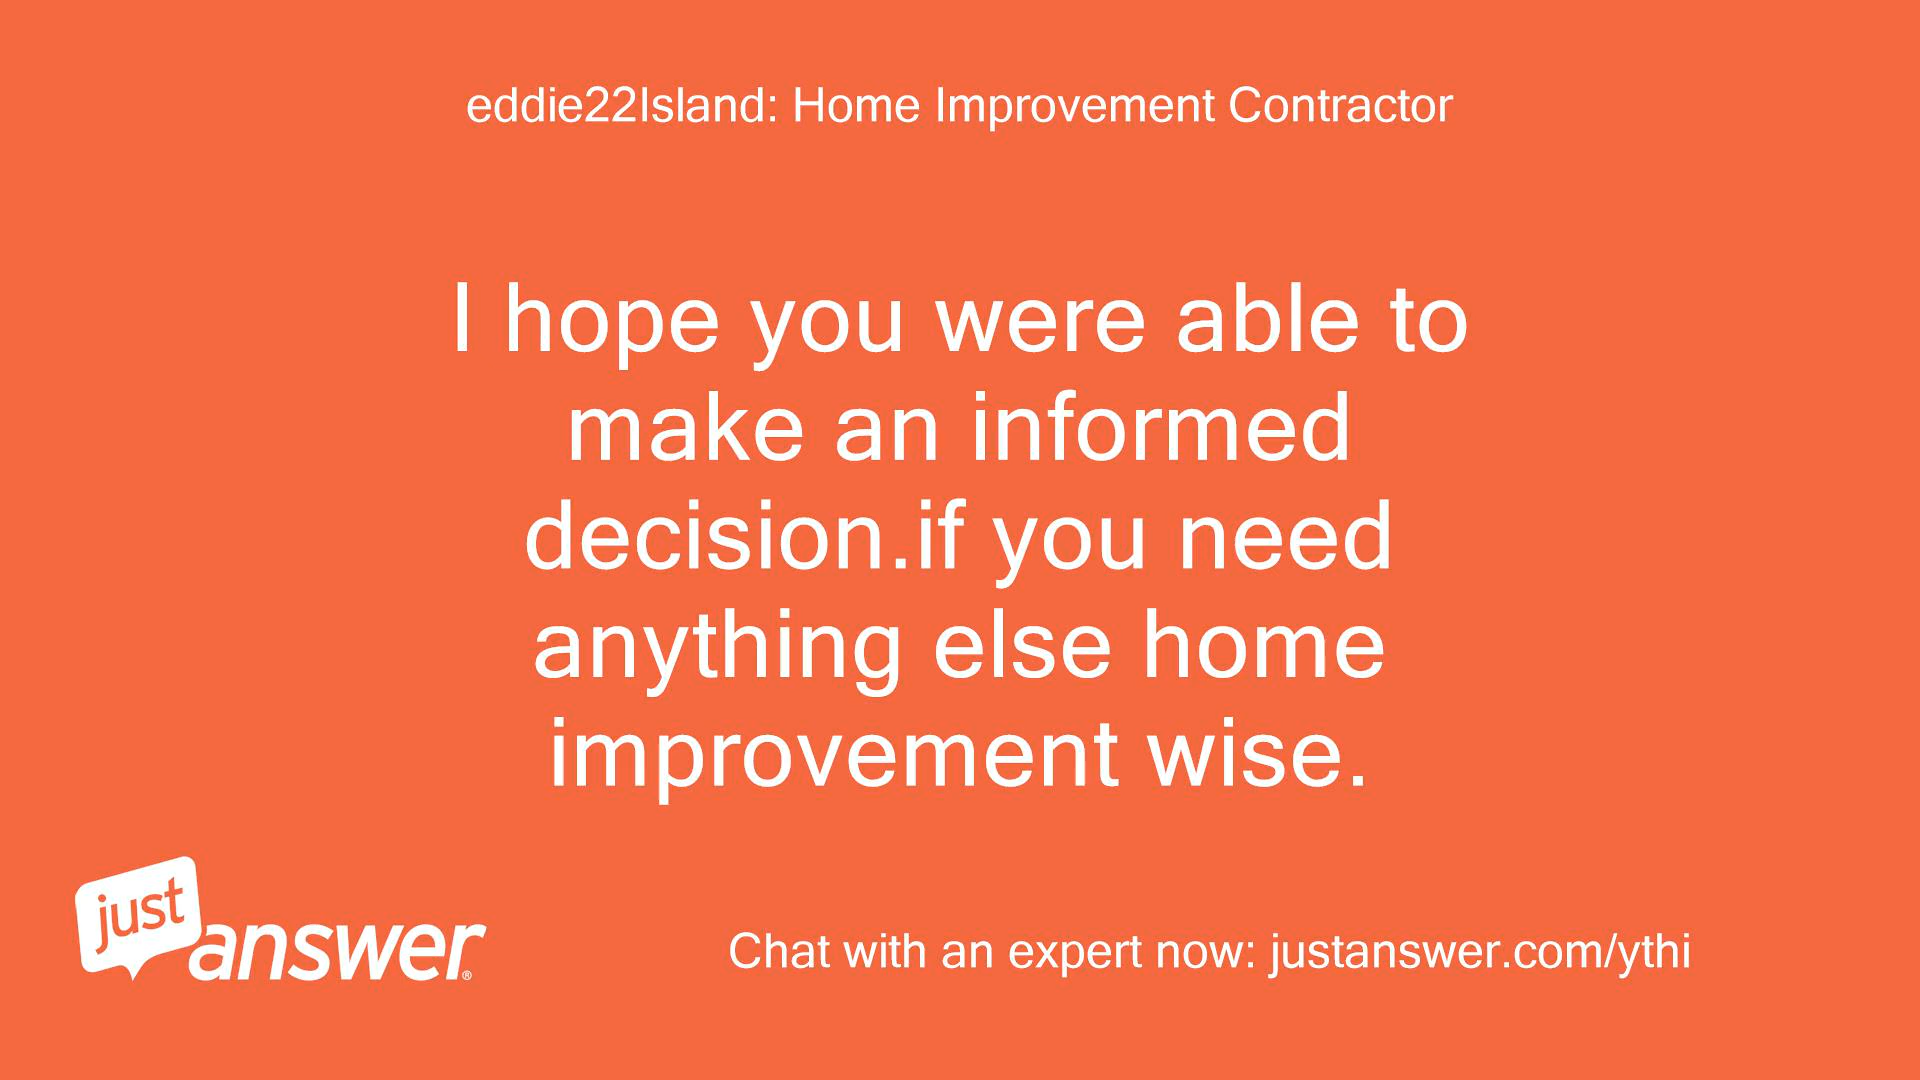 eddie22Island: Home Improvement Contractor
I hope you were able to
make an informed
decision.if you need
anything else home
improvement wise.
just
answer®
Chat with an expert now: justanswer.com/ythi